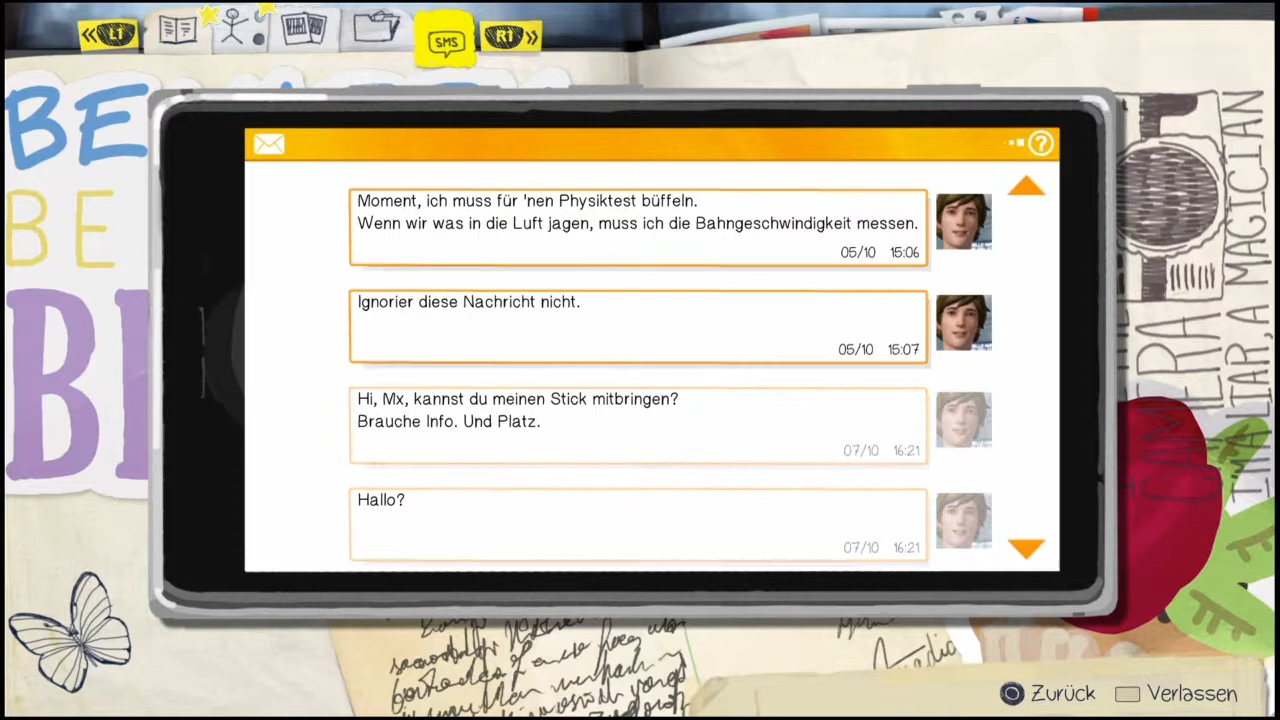 L1
SMS
R1
BE
BE
BE
Moment, ich muss für 'nen Physiktest büffeln.
Wenn wir was in die Luft jagen, muss ich die Bahngeschwindigkeit messen.
05/10 15:06
Ignorier diese Nachricht nicht.
05/10 15:07
Hi, Mx, kannst du meinen Stick mitbringen?
Brauche Info. Und Platz.
07/10 16:21
Hallo?
07/10 16:21
CAMERA
LIAR, A MAGICIAN
Zurück
Verlassen